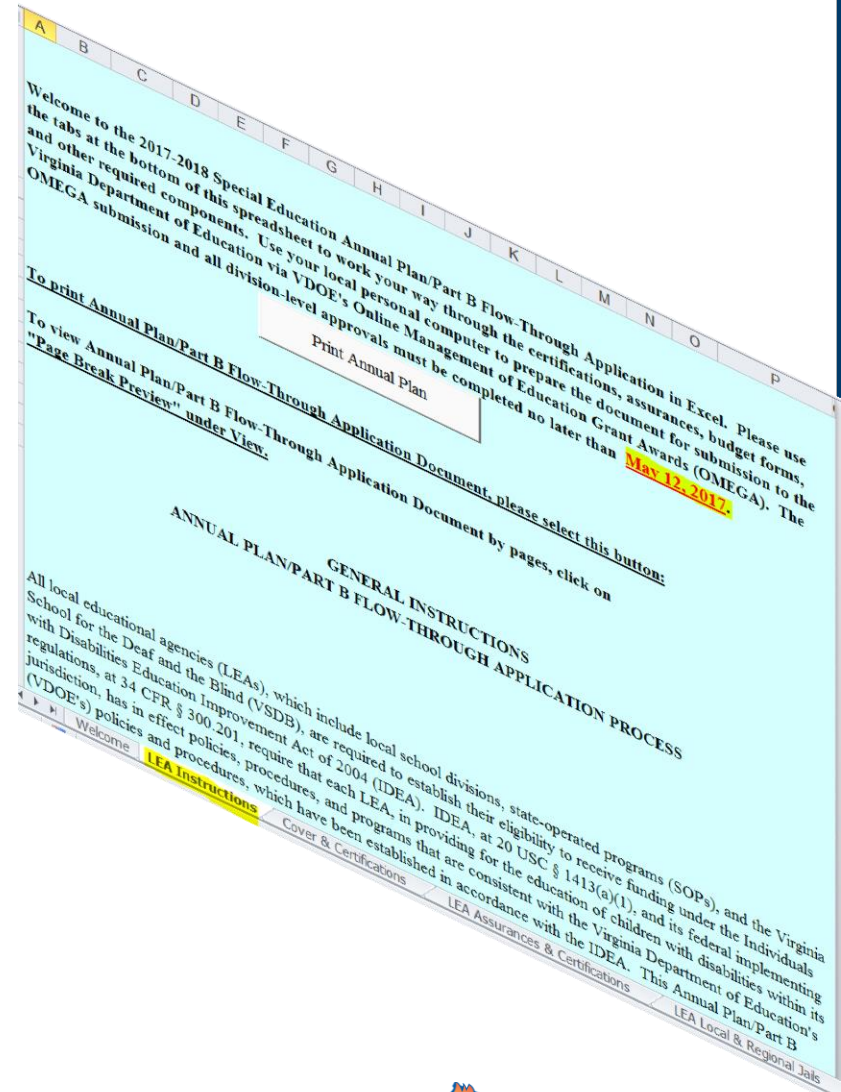 A B C D E F G H I J K L M N O P
Welcome to the 2017-2018 Special Education Annual Plan/Part B Flow-Through Application in Excel. Please use
the tabs at the bottom of this spreadsheet to work your way through the certifications, assurances, budget forms,
and other required components. Use your local personal computer to prepare the document for submission to the
Virginia Department of Education via VDOE's Online Management of Education Grant Awards (OMEGA). The
OMEGA submission and all division-level approvals must be completed no later than May 12, 2017.
Print Annual Plan
To print Annual Plan/Part B Flow-Through Application Document, please select this button:
To view Annual Plan/Part B Flow-Through Application Document by pages, click on
"Page Break Preview" under View.
GENERAL INSTRUCTIONS
ANNUAL PLAN/PART B FLOW-THROUGH APPLICATION PROCESS
All local educational agencies (LEAs), which include local school divisions, state-operated programs (SOPs), and the Virginia
School for the Deaf and the Blind (VSDB), are required to establish their eligibility to receive funding under the Individuals
with Disabilities Education Improvement Act of 2004 (IDEA). IDEA, at 20 USC § 1413(a)(1), and its federal implementing
regulations, at 34 CFR § 300.201, require that each LEA, in providing for the education of children with disabilities within its
jurisdiction, has in effect policies, procedures, and programs that are consistent with the Virginia Department of Education's
(VDOE's) policies and procedures, which have been established in accordance with the IDEA. This Annual Plan/Part B
Welcome LEA Instructions Cover & Certifications LEA Assurances & Certifications LEA Local & Regional Jails